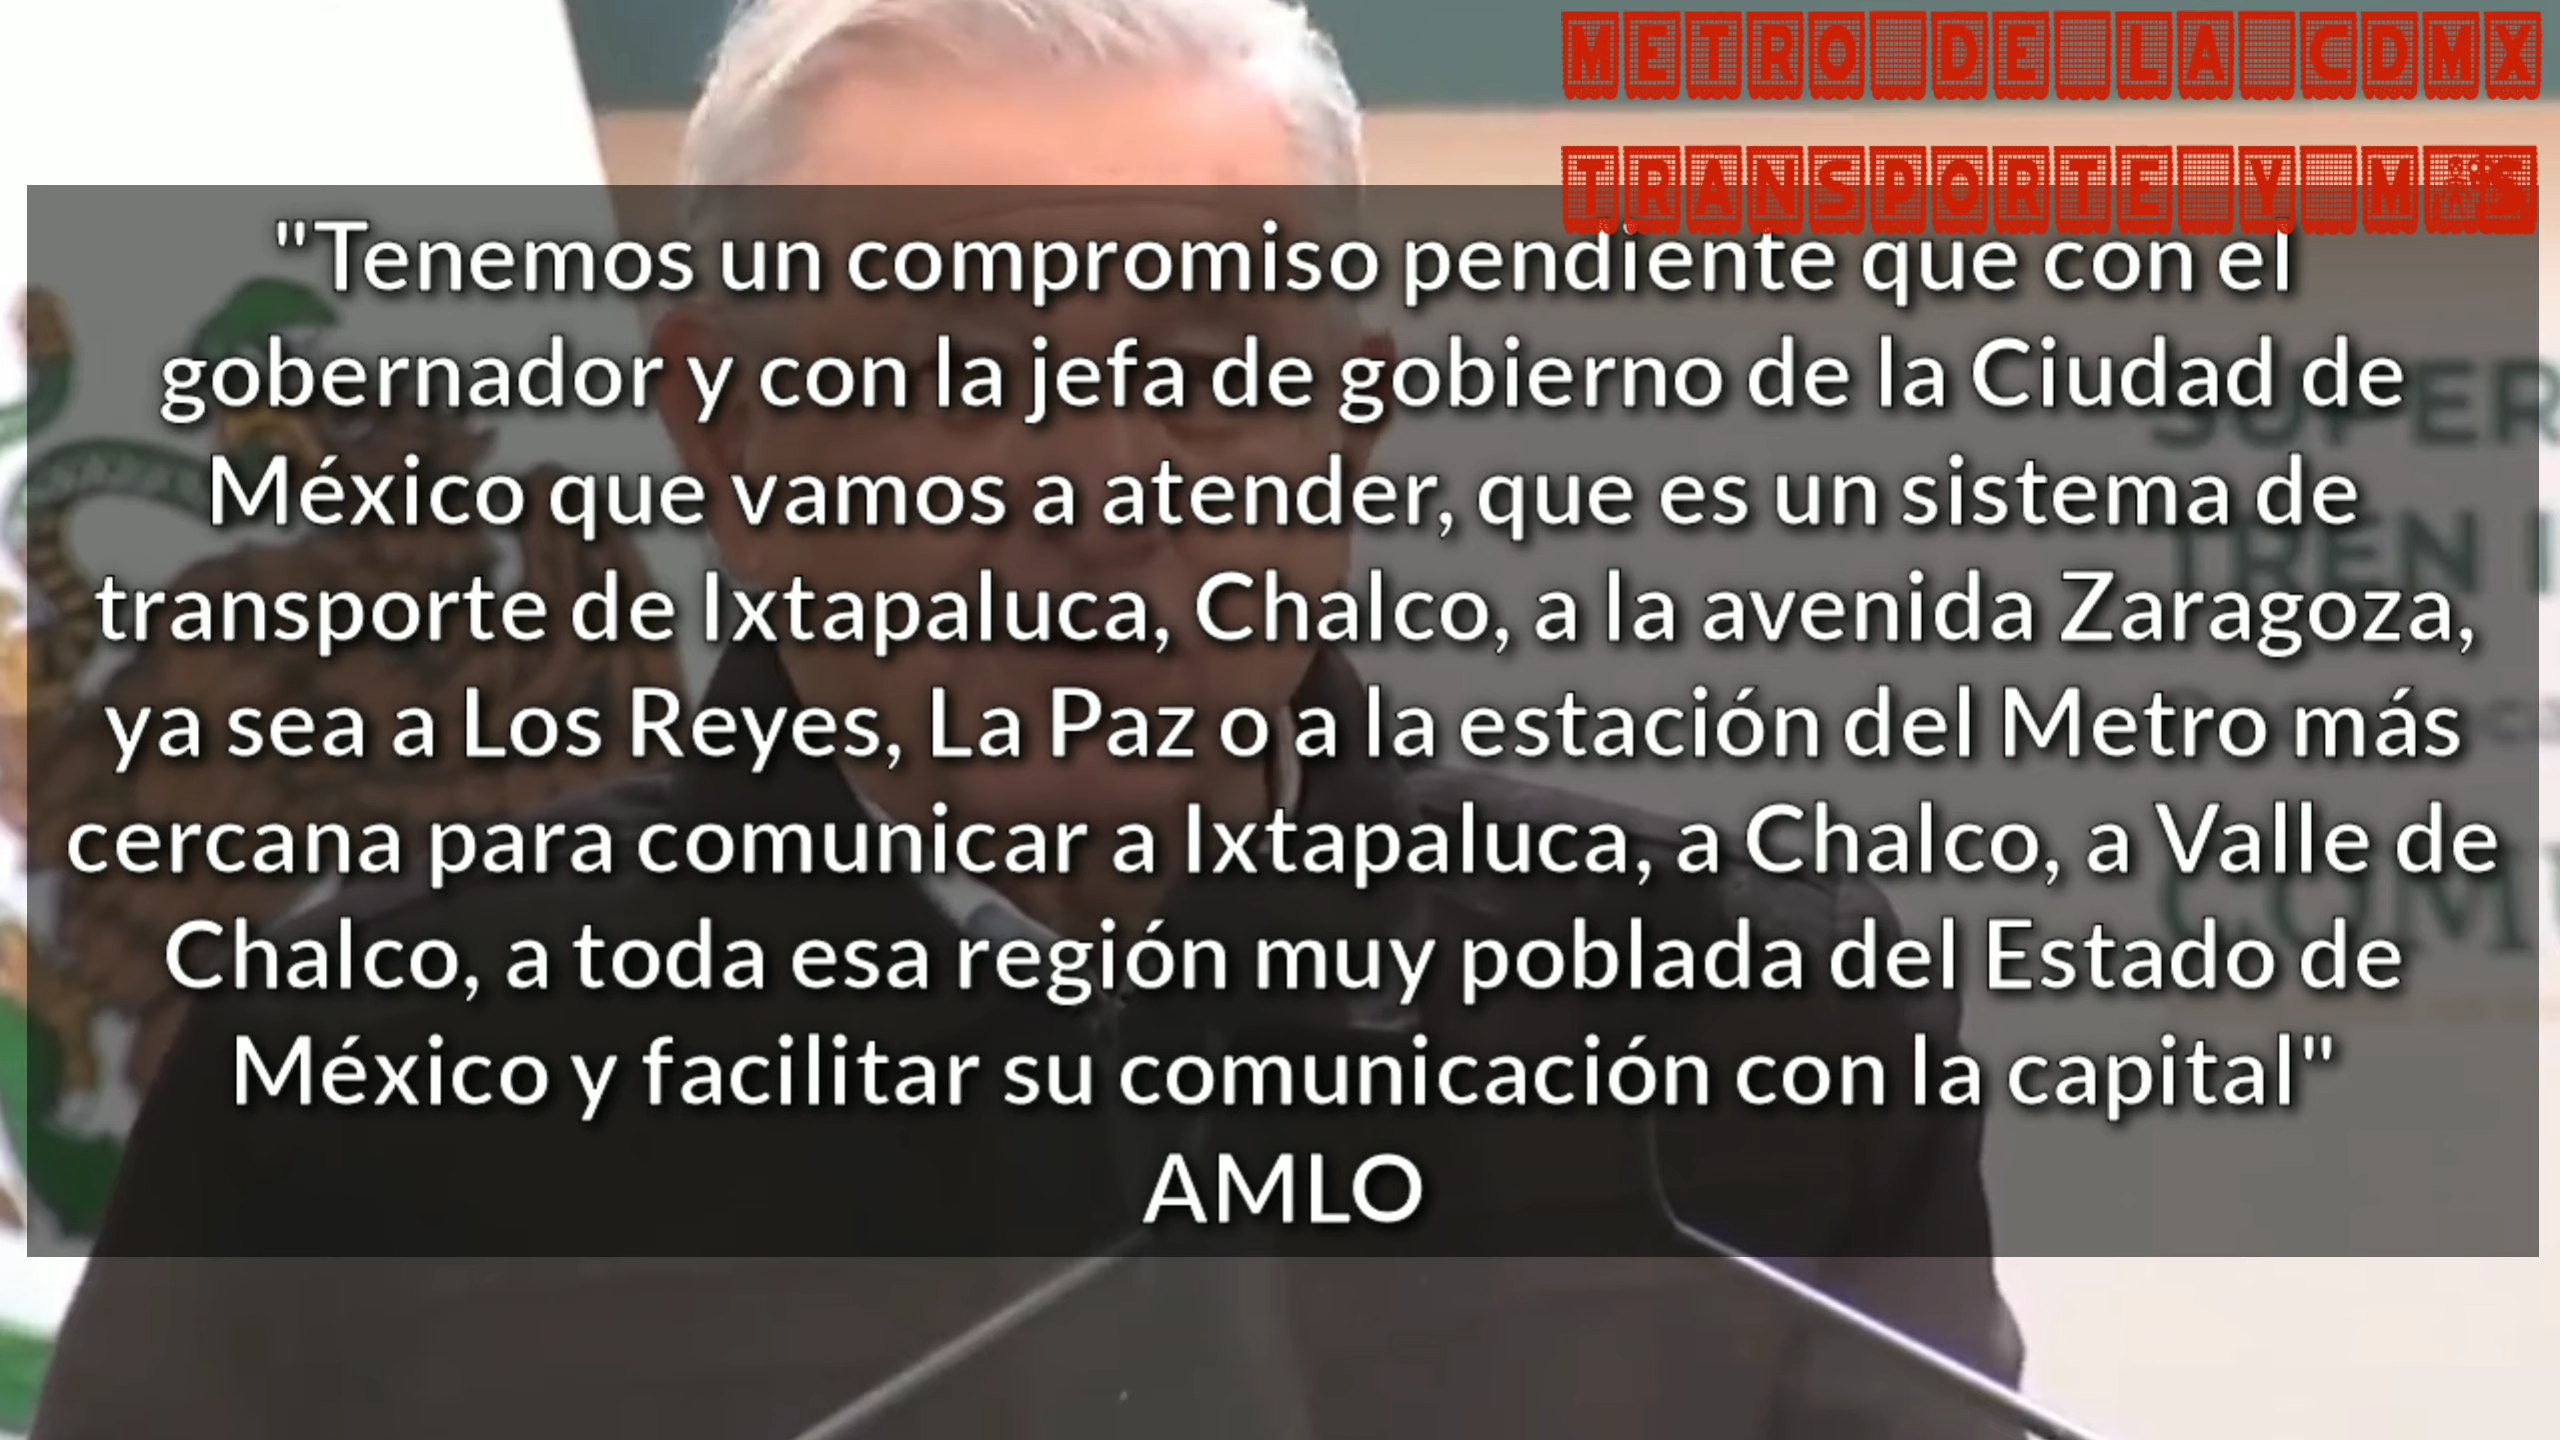 METRO DE LA CDMX
TRANSPORTE Y M
"Tenemos un compromiso pendiente que con el
gobernador y con la jefa de gobierno de la Ciudad de
México que vamos a atender, que es un sistema de
transporte de Ixtapaluca, Chalco, a la avenida Zaragoza,
ya sea a Los Reyes, La Paz o a la estación del Metro más
cercana para comunicar a Ixtapaluca, a Chalco, a Valle de
Chalco, a toda esa región muy poblada del Estado de
México y facilitar su comunicación con la capital"
AMLO
SUPER
TREN I